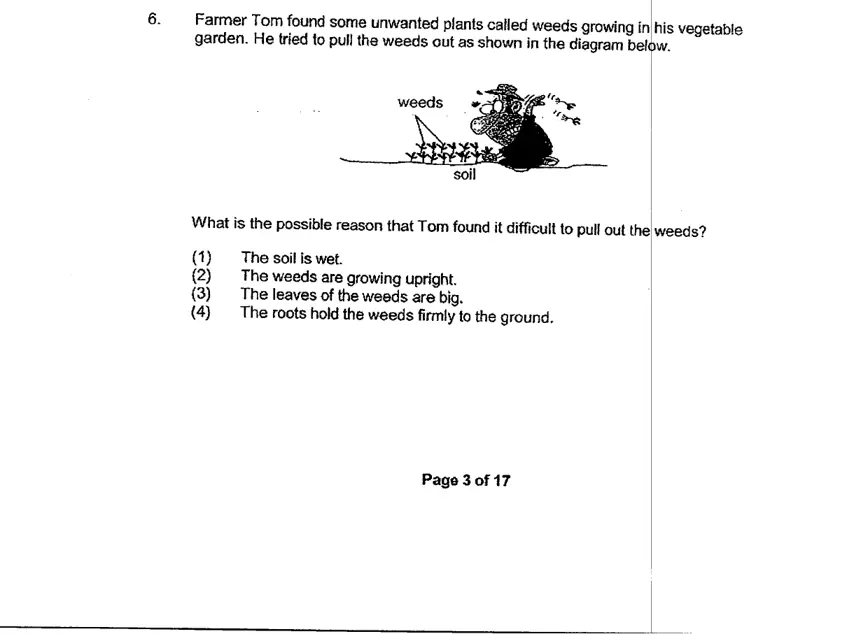 6. Farmer Tom found some unwanted plants called weeds growing in his vegetable
garden. He tried to pull the weeds out as shown in the diagram below.
weeds
soil
What is the possible reason that Tom found it difficult to pull out the weeds?
(1) The soil is wet.
(2) The weeds are growing upright.
(3) The leaves of the weeds are big.
(4) The roots hold the weeds firmly to the ground.
Page 3 of 17